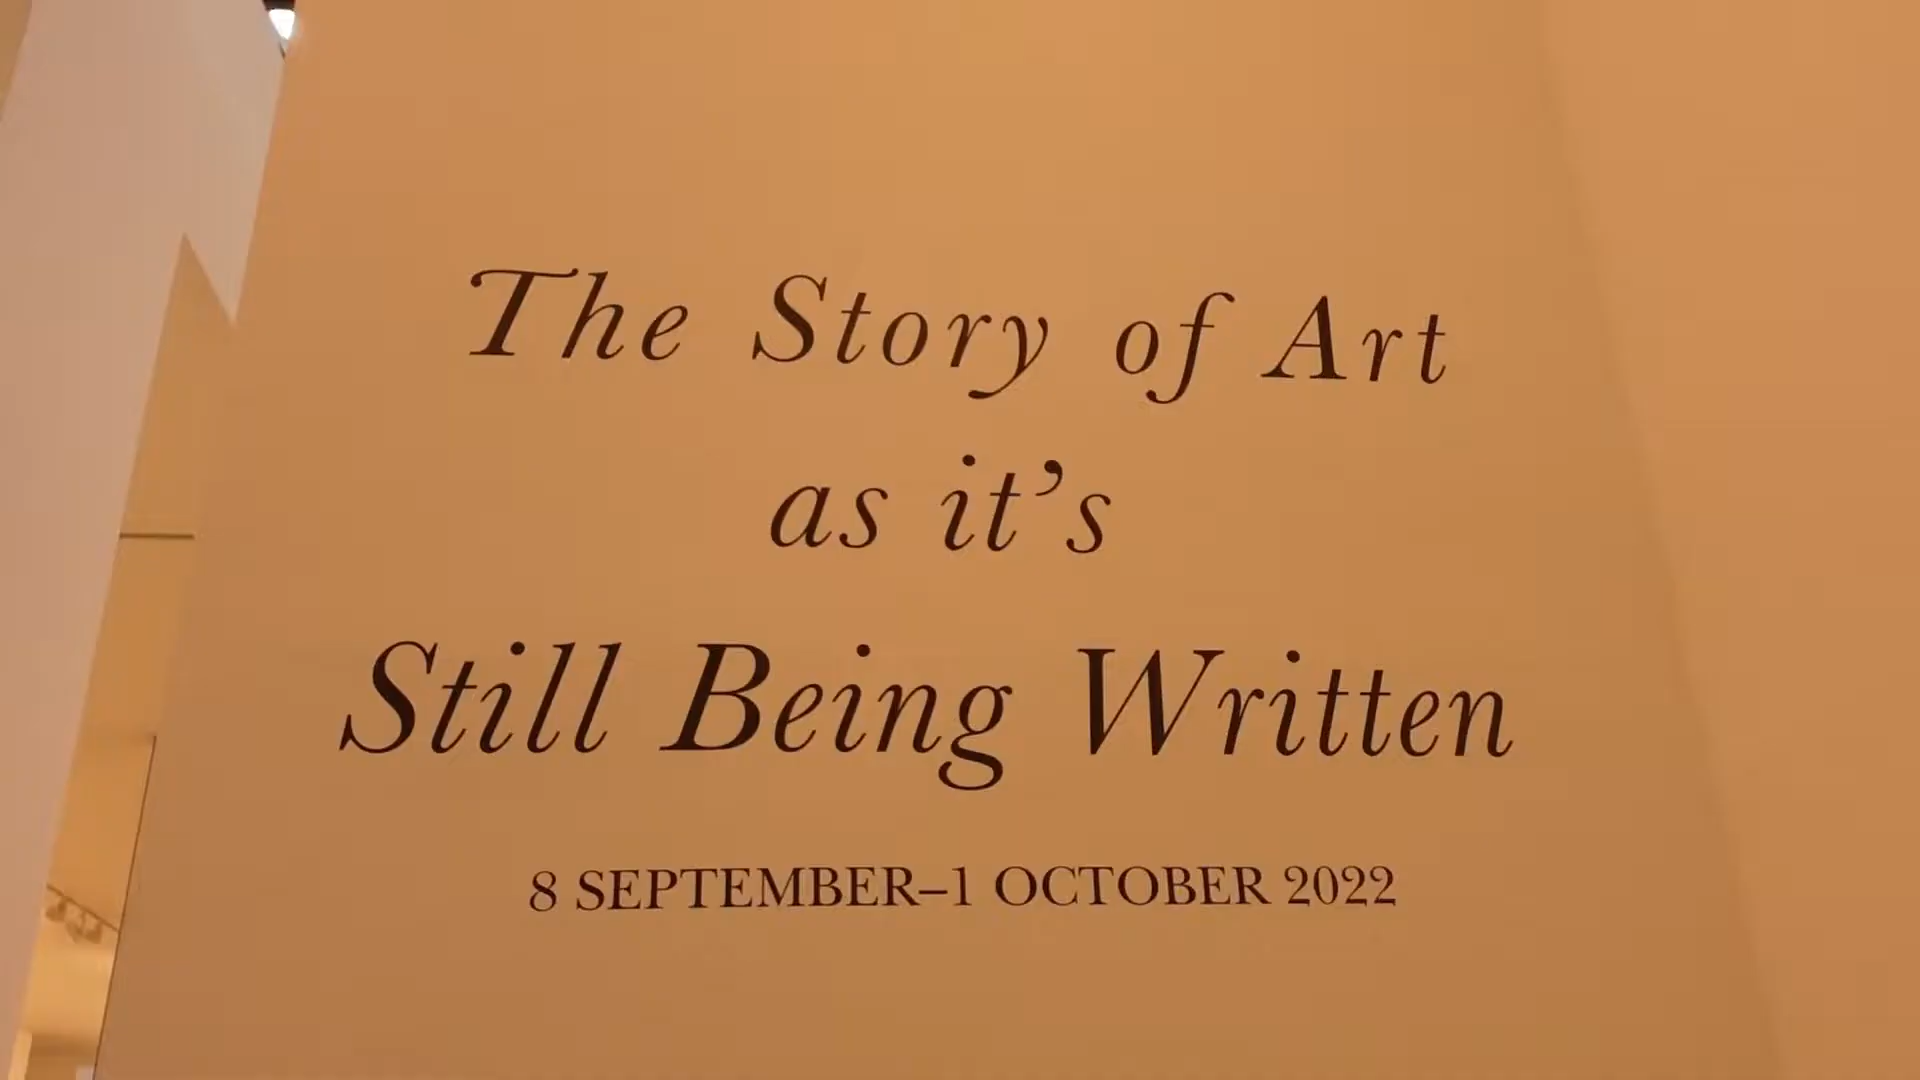 The Story of Art
as it’s
Still Being Written
8 SEPTEMBER–1 OCTOBER 2022